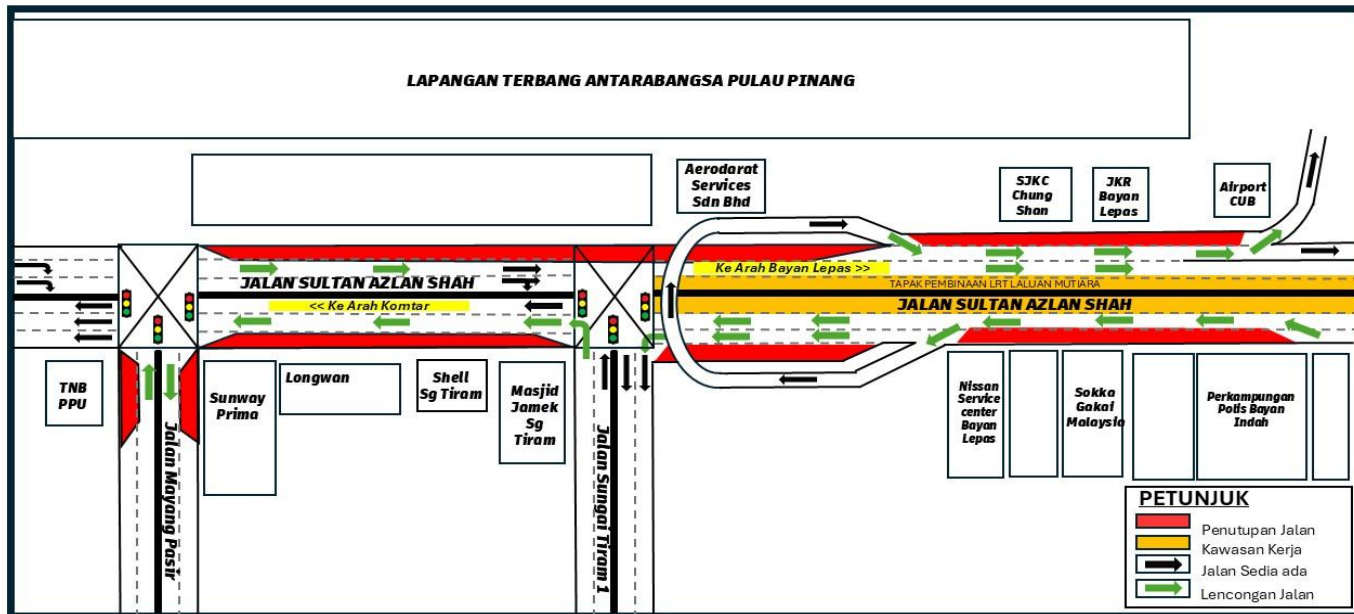 LAPANGAN TERBANG ANTARABANGSA PULAU PINANG
Aerodarat
Services
Sdn Bhd
SJKC
Chung
Shan
JKR
Bayan
Lepas
Airport
CUB
Ke Arah Bayan Lepas >>
JALAN SULTAN AZLAN SHAH
TAPAK PEMBINAAN LRT LALUAN MUTIARA
<< Ke Arah Komtar
JALAN SULTAN AZLAN SHAH
TNB
PPU
Sunway
Prima
Longwan
Shell
Sg Tiram
Masjid
Jamek
Sg
Tiram
Nissan
Service
center
Bayan
Lepas
Sokka
Gakai
Malaysia
Perkampungan
Polis Bayan
Indah
Jalan Mayang Pasir
Jalan Sungai Tiram 1
PETUNJUK
Penutupan Jalan
Kawasan Kerja
Jalan Sedia ada
Lencongan Jalan